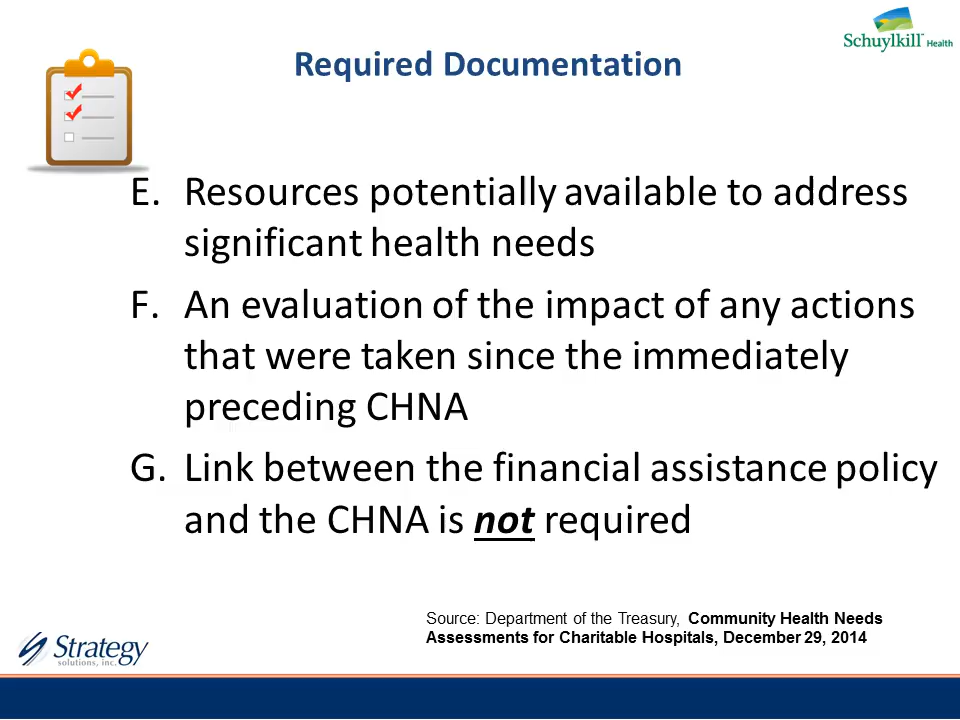 Schuylkill Health
Required Documentation
E. Resources potentially available to address
significant health needs
F. An evaluation of the impact of any actions
that were taken since the immediately
preceding CHNA
G. Link between the financial assistance policy
and the CHNA is not required
Source: Department of the Treasury, Community Health Needs
Assessments for Charitable Hospitals, December 29, 2014
Strategy
solutions, inc.